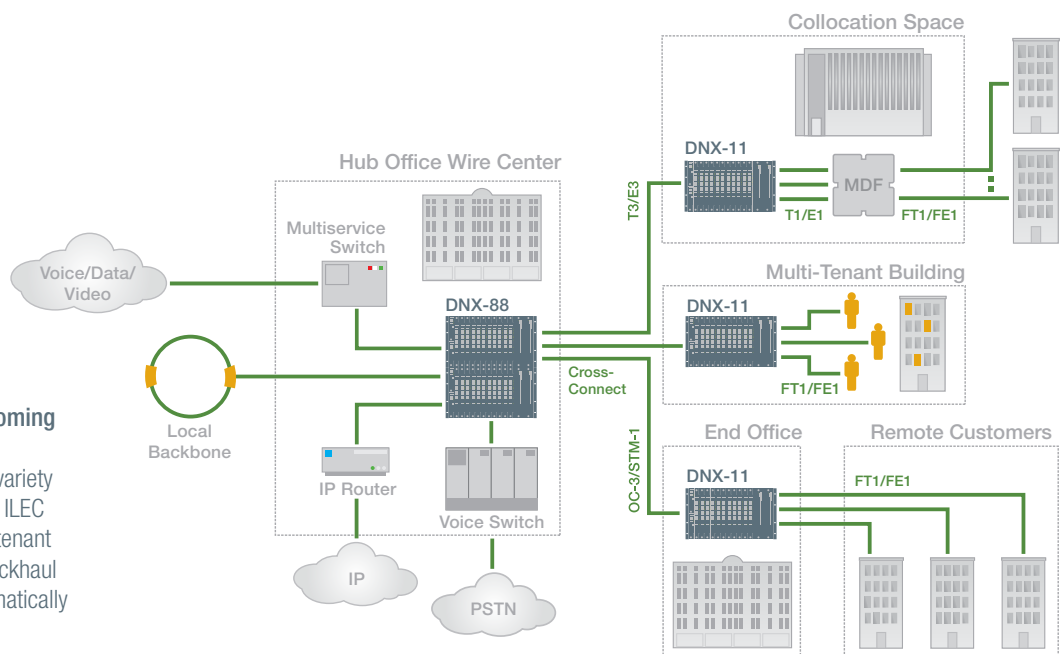 Collocation Space
DNX-11
MDF
T3/E3
T1/E1
FT1/FE1
Hub Office Wire Center
Multiservice
Switch
Voice/Data/
Video
DNX-88
Multi-Tenant Building
DNX-11
FT1/FE1
Cross-
Connect
Local
Backbone
IP Router
Voice Switch
IP
PSTN
OC-3/STM-1
End Office
Remote Customers
DNX-11
FT1/FE1
oming
variety
ILEC
tenant
ckhaul
matically